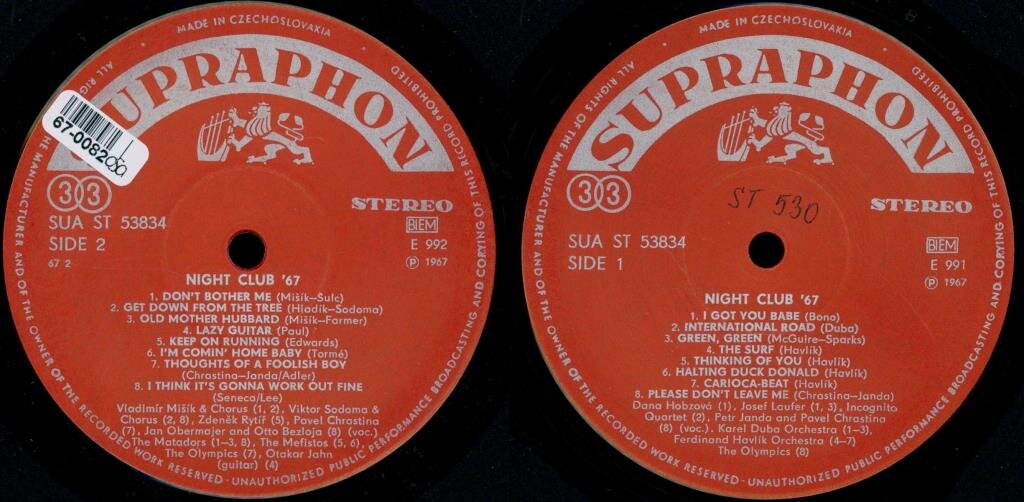 MADE IN CZECHOSLOVAKIA
ALL RIGHTS OF THE MANUFACTURER AND OF THE OWNER OF THE RECORDED WORK RESERVED - UNAUTHORIZED PUBLIC PERFORMANCE BROADCASTING AND COPYING OF THIS RECORD PROHIBITED
SUPRAPHON
67-0082
33
STEREO
SUA ST 53834
BIEM
SIDE 2
E 992
67 2
Ⓟ 1967
NIGHT CLUB '67
1. DON'T BOTHER ME (Mišík-Šulc)
2. GET DOWN FROM THE TREE (Hladík-Sodoma)
3. OLD MOTHER HUBBARD (Mišík-Farmer)
4. LAZY GUITAR (Paul)
5. KEEP ON RUNNING (Edwards)
6. I'M COMIN' HOME BABY (Tormé)
7. THOUGHTS OF A FOOLISH BOY
(Chrastina-Janda/Adler)
8. I THINK IT'S GONNA WORK OUT FINE
(Seneca/Lee)
Vladimír Mišík & Chorus (1, 2), Viktor Sodoma &
Chorus (2, 8), Zdeněk Rytíř (5), Pavel Chrastina
(7), Jan Obermajer and Otto Bezloja (8) (voc.)
The Matadors (1-3, 8), The Mefistos (5, 6),
The Olympics (7), Otakar Jahn
(guitar) (4)
MADE IN CZECHOSLOVAKIA
ALL RIGHTS OF THE MANUFACTURER AND OF THE OWNER OF THE RECORDED WORK RESERVED - UNAUTHORIZED PUBLIC PERFORMANCE BROADCASTING AND COPYING OF THIS RECORD PROHIBITED
SUPRAPHON
33
ST 530
STEREO
SUA ST 53834
BIEM
SIDE 1
E 991
Ⓟ 1967
NIGHT CLUB '67
1. I GOT YOU BABE (Bono)
2. INTERNATIONAL ROAD (Duba)
3. GREEN, GREEN (McGuire-Sparks)
4. THE SURF (Havlík)
5. THINKING OF YOU (Havlík)
6. HALTING DUCK DONALD (Havlík)
7. CARIOCA-BEAT (Havlík)
8. PLEASE DON'T LEAVE ME (Chrastina-Janda)
Dana Hobzová (1), Josef Laufer (1, 3), Incognito
Quartet (2), Petr Janda and Pavel Chrastina
(8) (voc.). Karel Duba Orchestra (1-3),
Ferdinand Havlík Orchestra (4-7)
The Olympics (8)